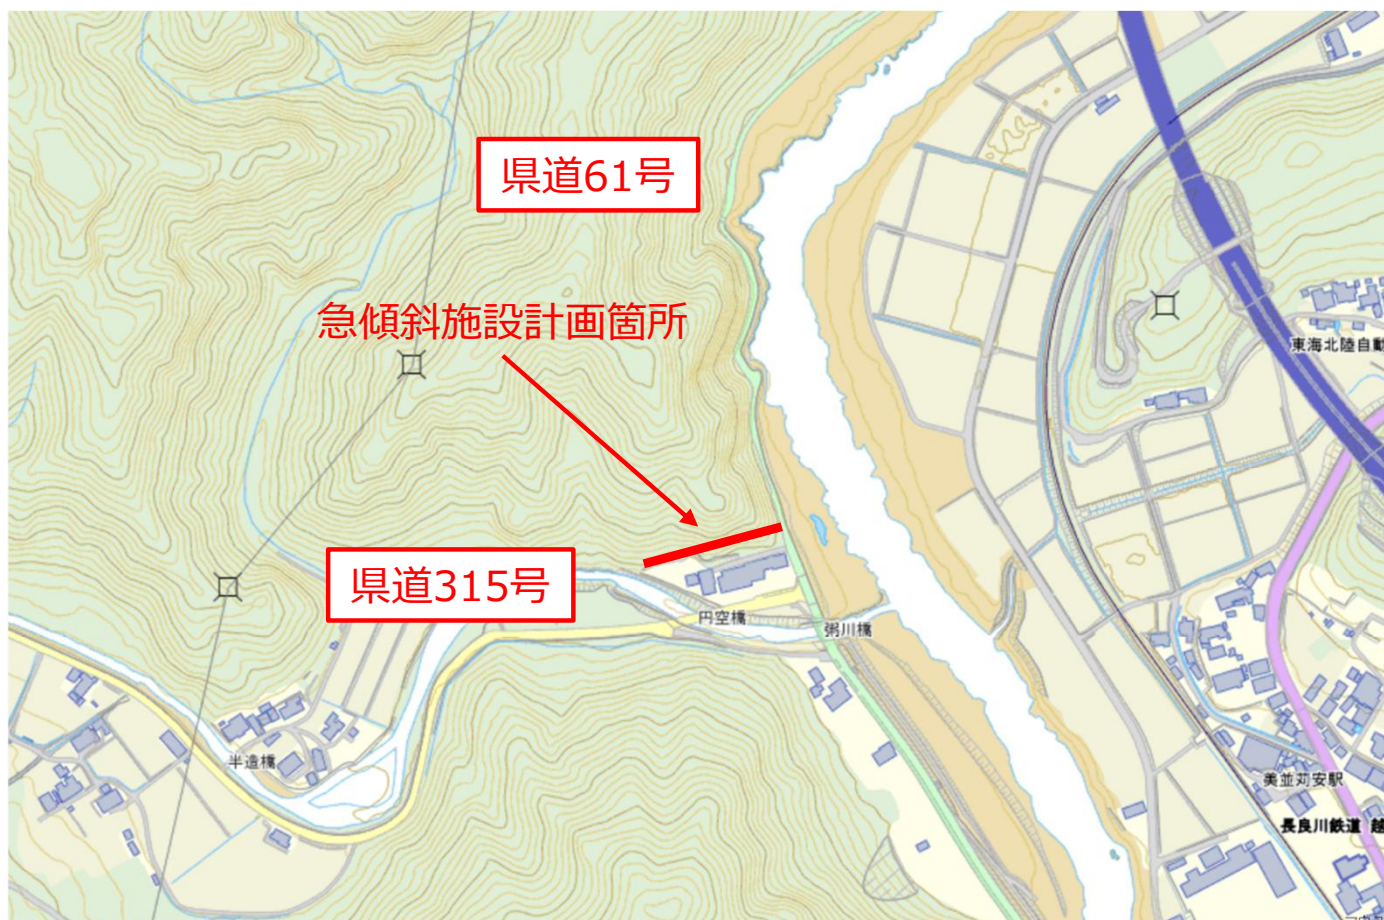 県道61号
急傾斜施設計画箇所
東海北陸自動
県道315号
円空橋
粥川橋
半造橋
美並苅安駅
長良川鉄道 越